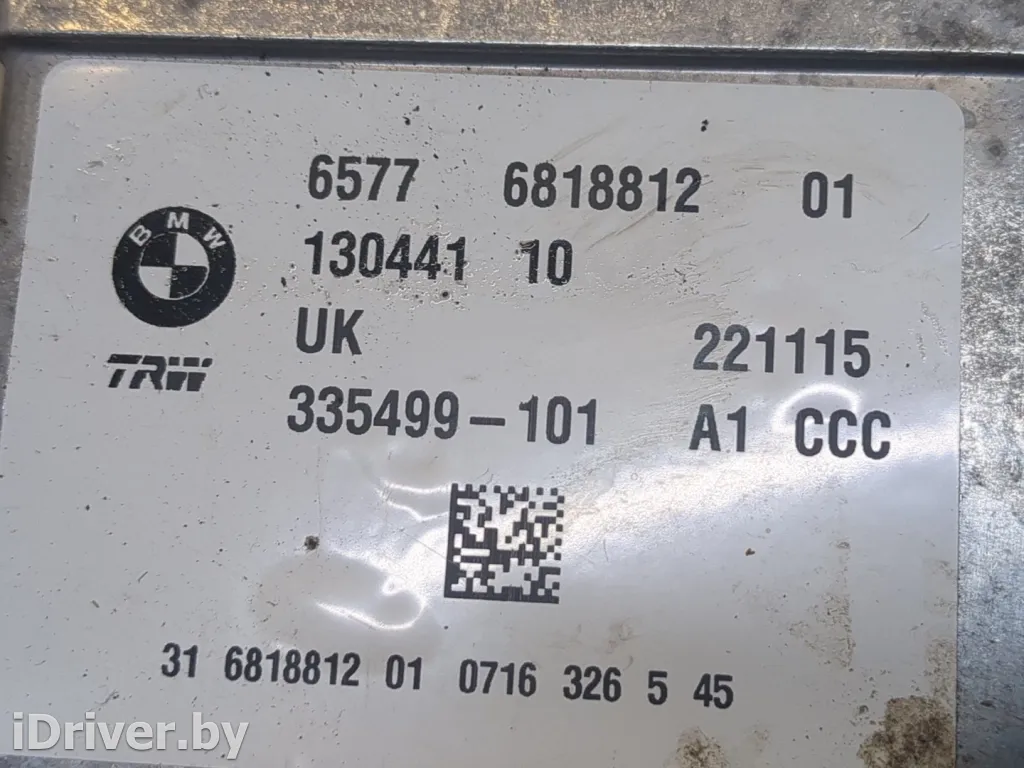 6577 6818812 01
BMW
130441 10
UK 221115
TRW
335499-101 A1 CCC
31 6818812 01 0716 326 5 45
iDriver.by